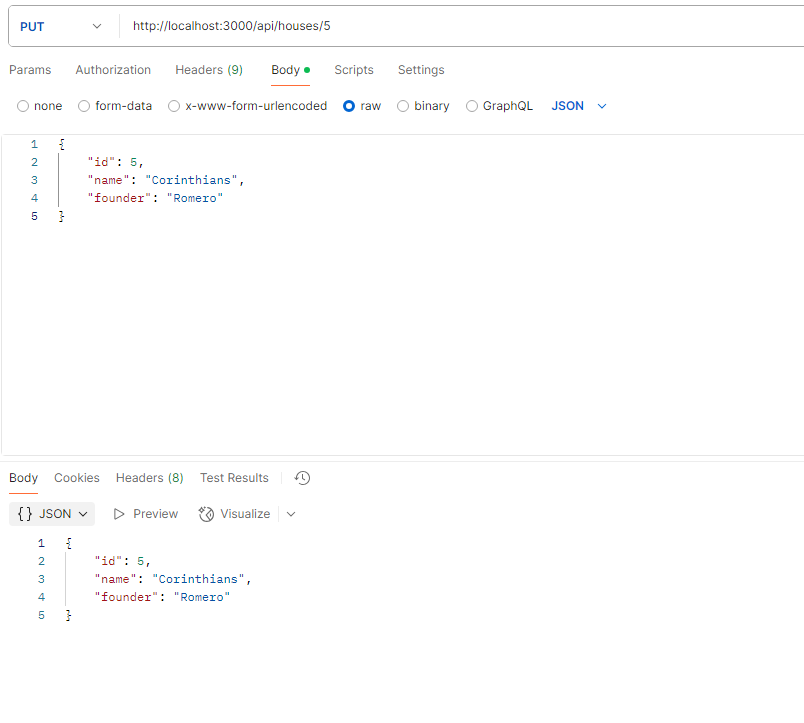 PUT http://localhost:3000/api/houses/5
Params Authorization Headers (9) Body Scripts Settings
none form-data x-www-form-urlencoded raw binary GraphQL JSON
1 {
2 "id": 5,
3 "name": "Corinthians",
4 "founder": "Romero"
5 }
Body Cookies Headers (8) Test Results
{} JSON Preview Visualize
1 {
2 "id": 5,
3 "name": "Corinthians",
4 "founder": "Romero"
5 }